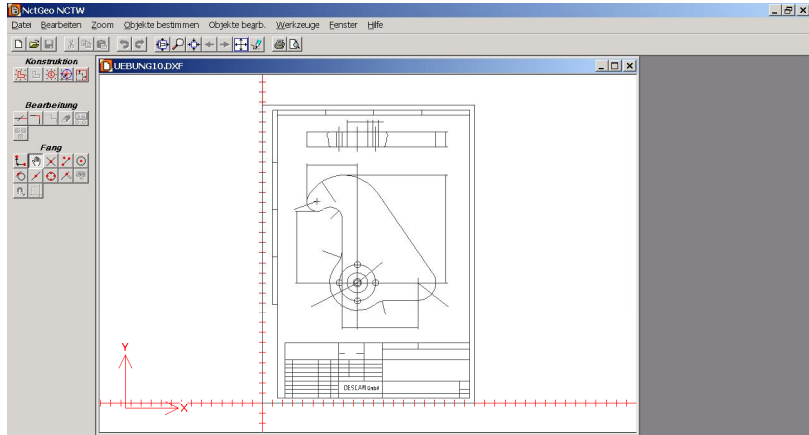 NctGeo NCTW
Datei Bearbeiten Zoom Objekte bestimmen Objekte bearb. Werkzeuge Fenster Hilfe
Konstruktion
UEBUNG10.DXF
Bearbeitung
Fang
Y
X
DESCAM GmbH